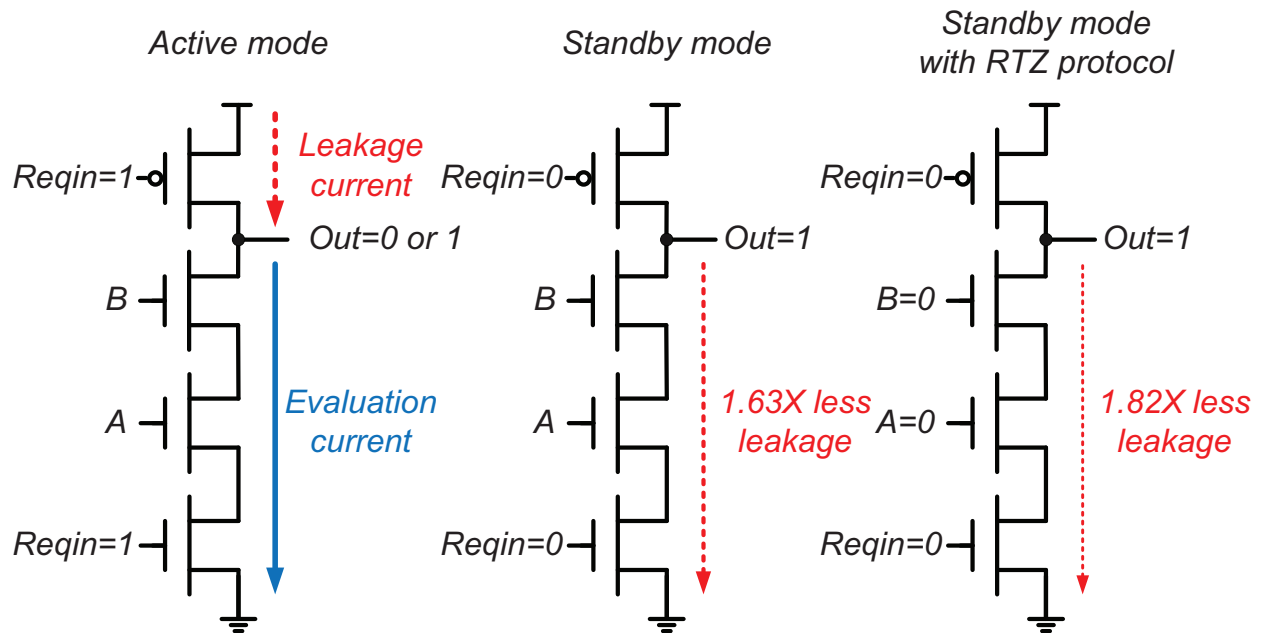 Active mode
Reqin=1
Leakage
current
Out=0 or 1
B
A
Evaluation
current
Reqin=1
Standby mode
Reqin=0
Out=1
B
A
1.63X less
leakage
Reqin=0
Standby mode
with RTZ protocol
Reqin=0
Out=1
B=0
A=0
1.82X less
leakage
Reqin=0